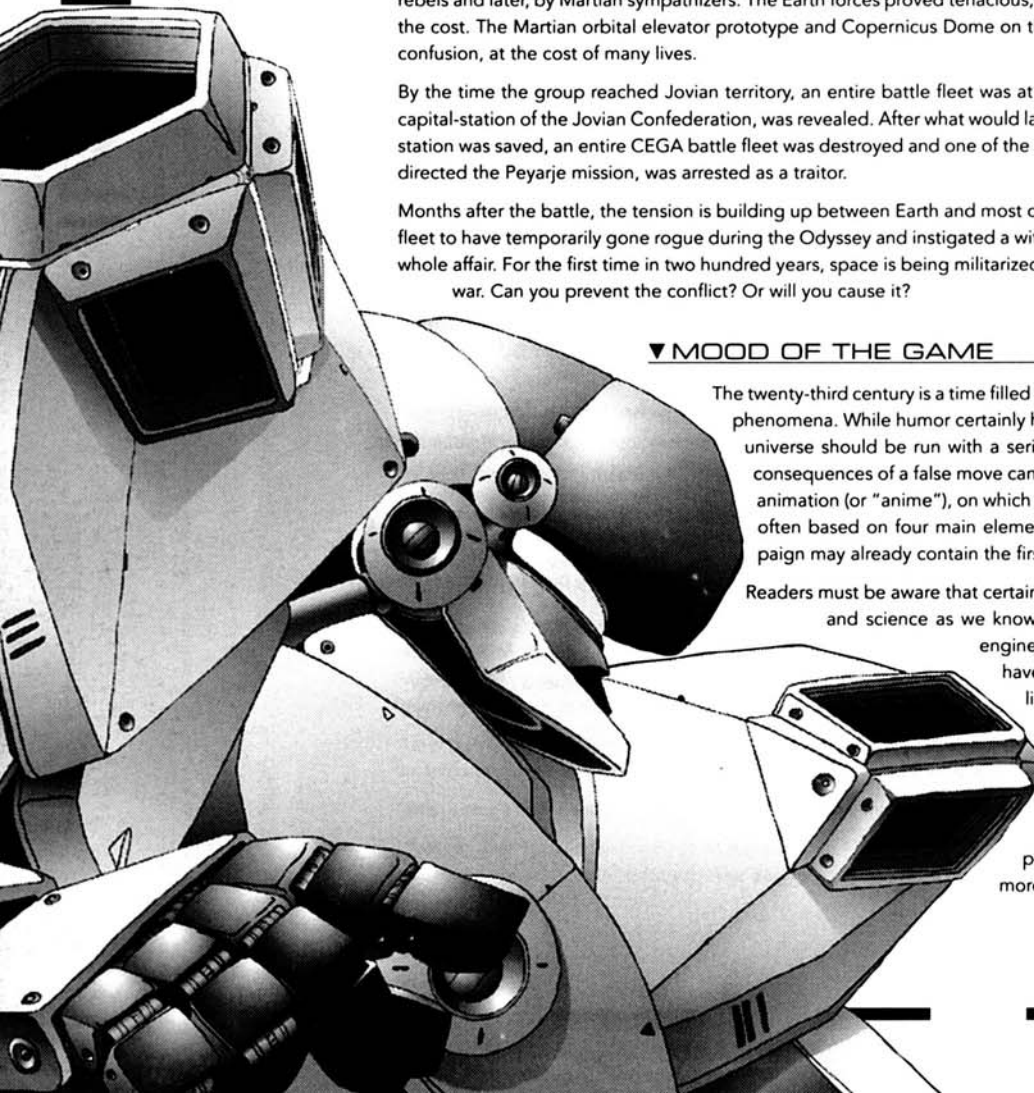 rebels and later, by Martian sympathizers. The Earth forces proved tenacious,
the cost. The Martian orbital elevator prototype and Copernicus Dome on
confusion, at the cost of many lives.
By the time the group reached Jovian territory, an entire battle fleet was at
capital-station of the Jovian Confederation, was revealed. After what would
station was saved, an entire CEGA battle fleet was destroyed and one of the
directed the Peyarje mission, was arrested as a traitor.
Months after the battle, the tension is building up between Earth and most
fleet to have temporarily gone rogue during the Odyssey and instigated a
whole affair. For the first time in two hundred years, space is being militarized
war. Can you prevent the conflict? Or will you cause it?
▼ MOOD OF THE GAME
The twenty-third century is a time filled
phenomena. While humor certainly
universe should be run with a
consequences of a false move can
animation (or "anime"), on which
often based on four main
paign may already contain the
Readers must be aware that certain
and science as we know
have
more